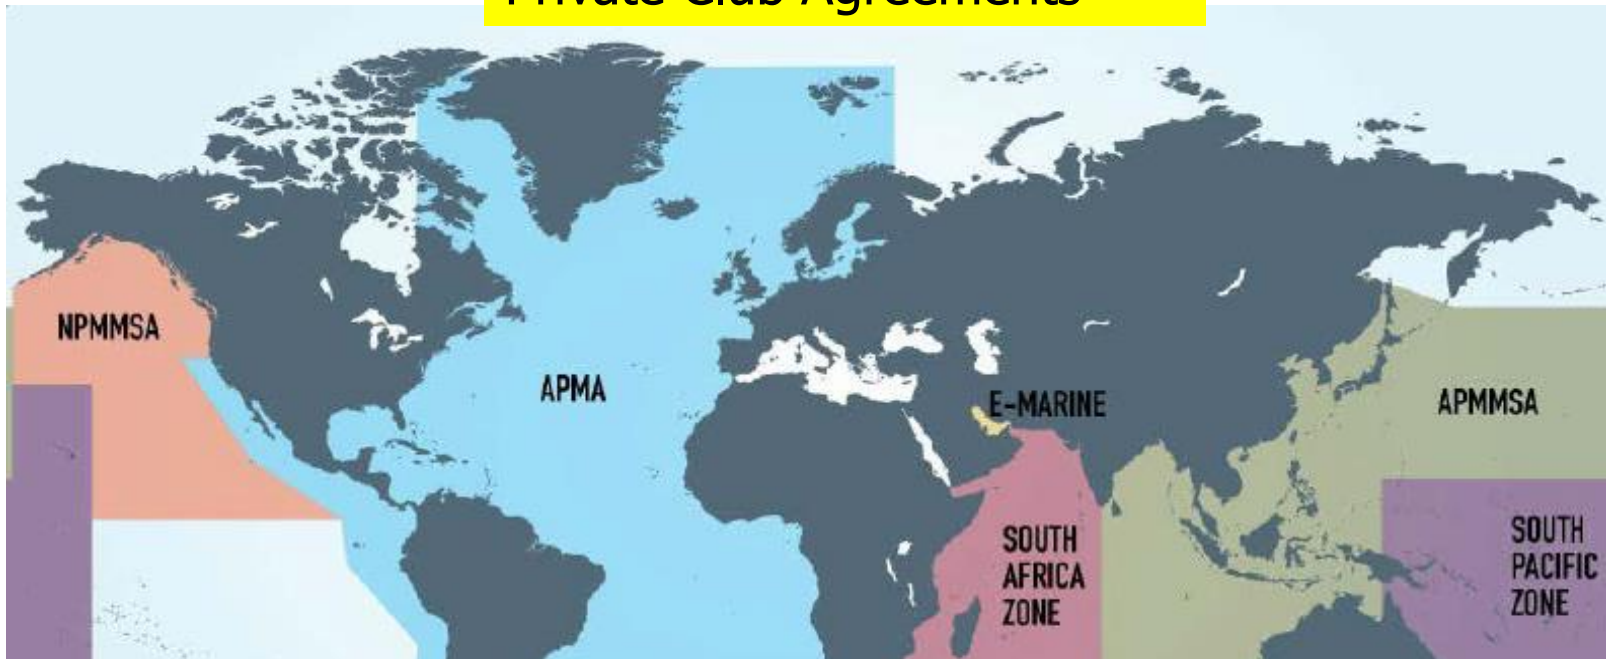 Private Club Agreements
NPMMSA
APMA
E-MARINE
APMMSA
SOUTH
AFRICA
ZONE
SOUTH
PACIFIC
ZONE